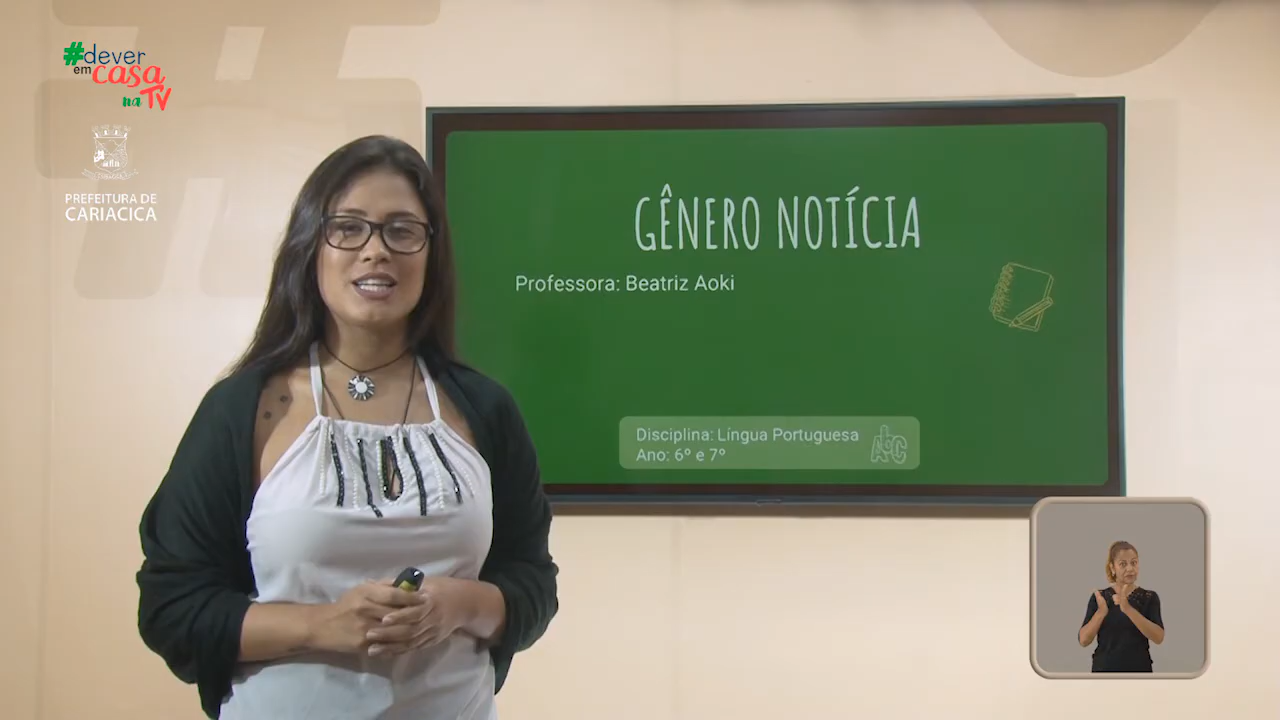 #dever
em casa
na TV
PREFEITURA DE
CARIACICA
GÊNERO NOTÍCIA
Professora: Beatriz Aoki
Disciplina: Língua Portuguesa
Ano: 6º e 7º
ABC